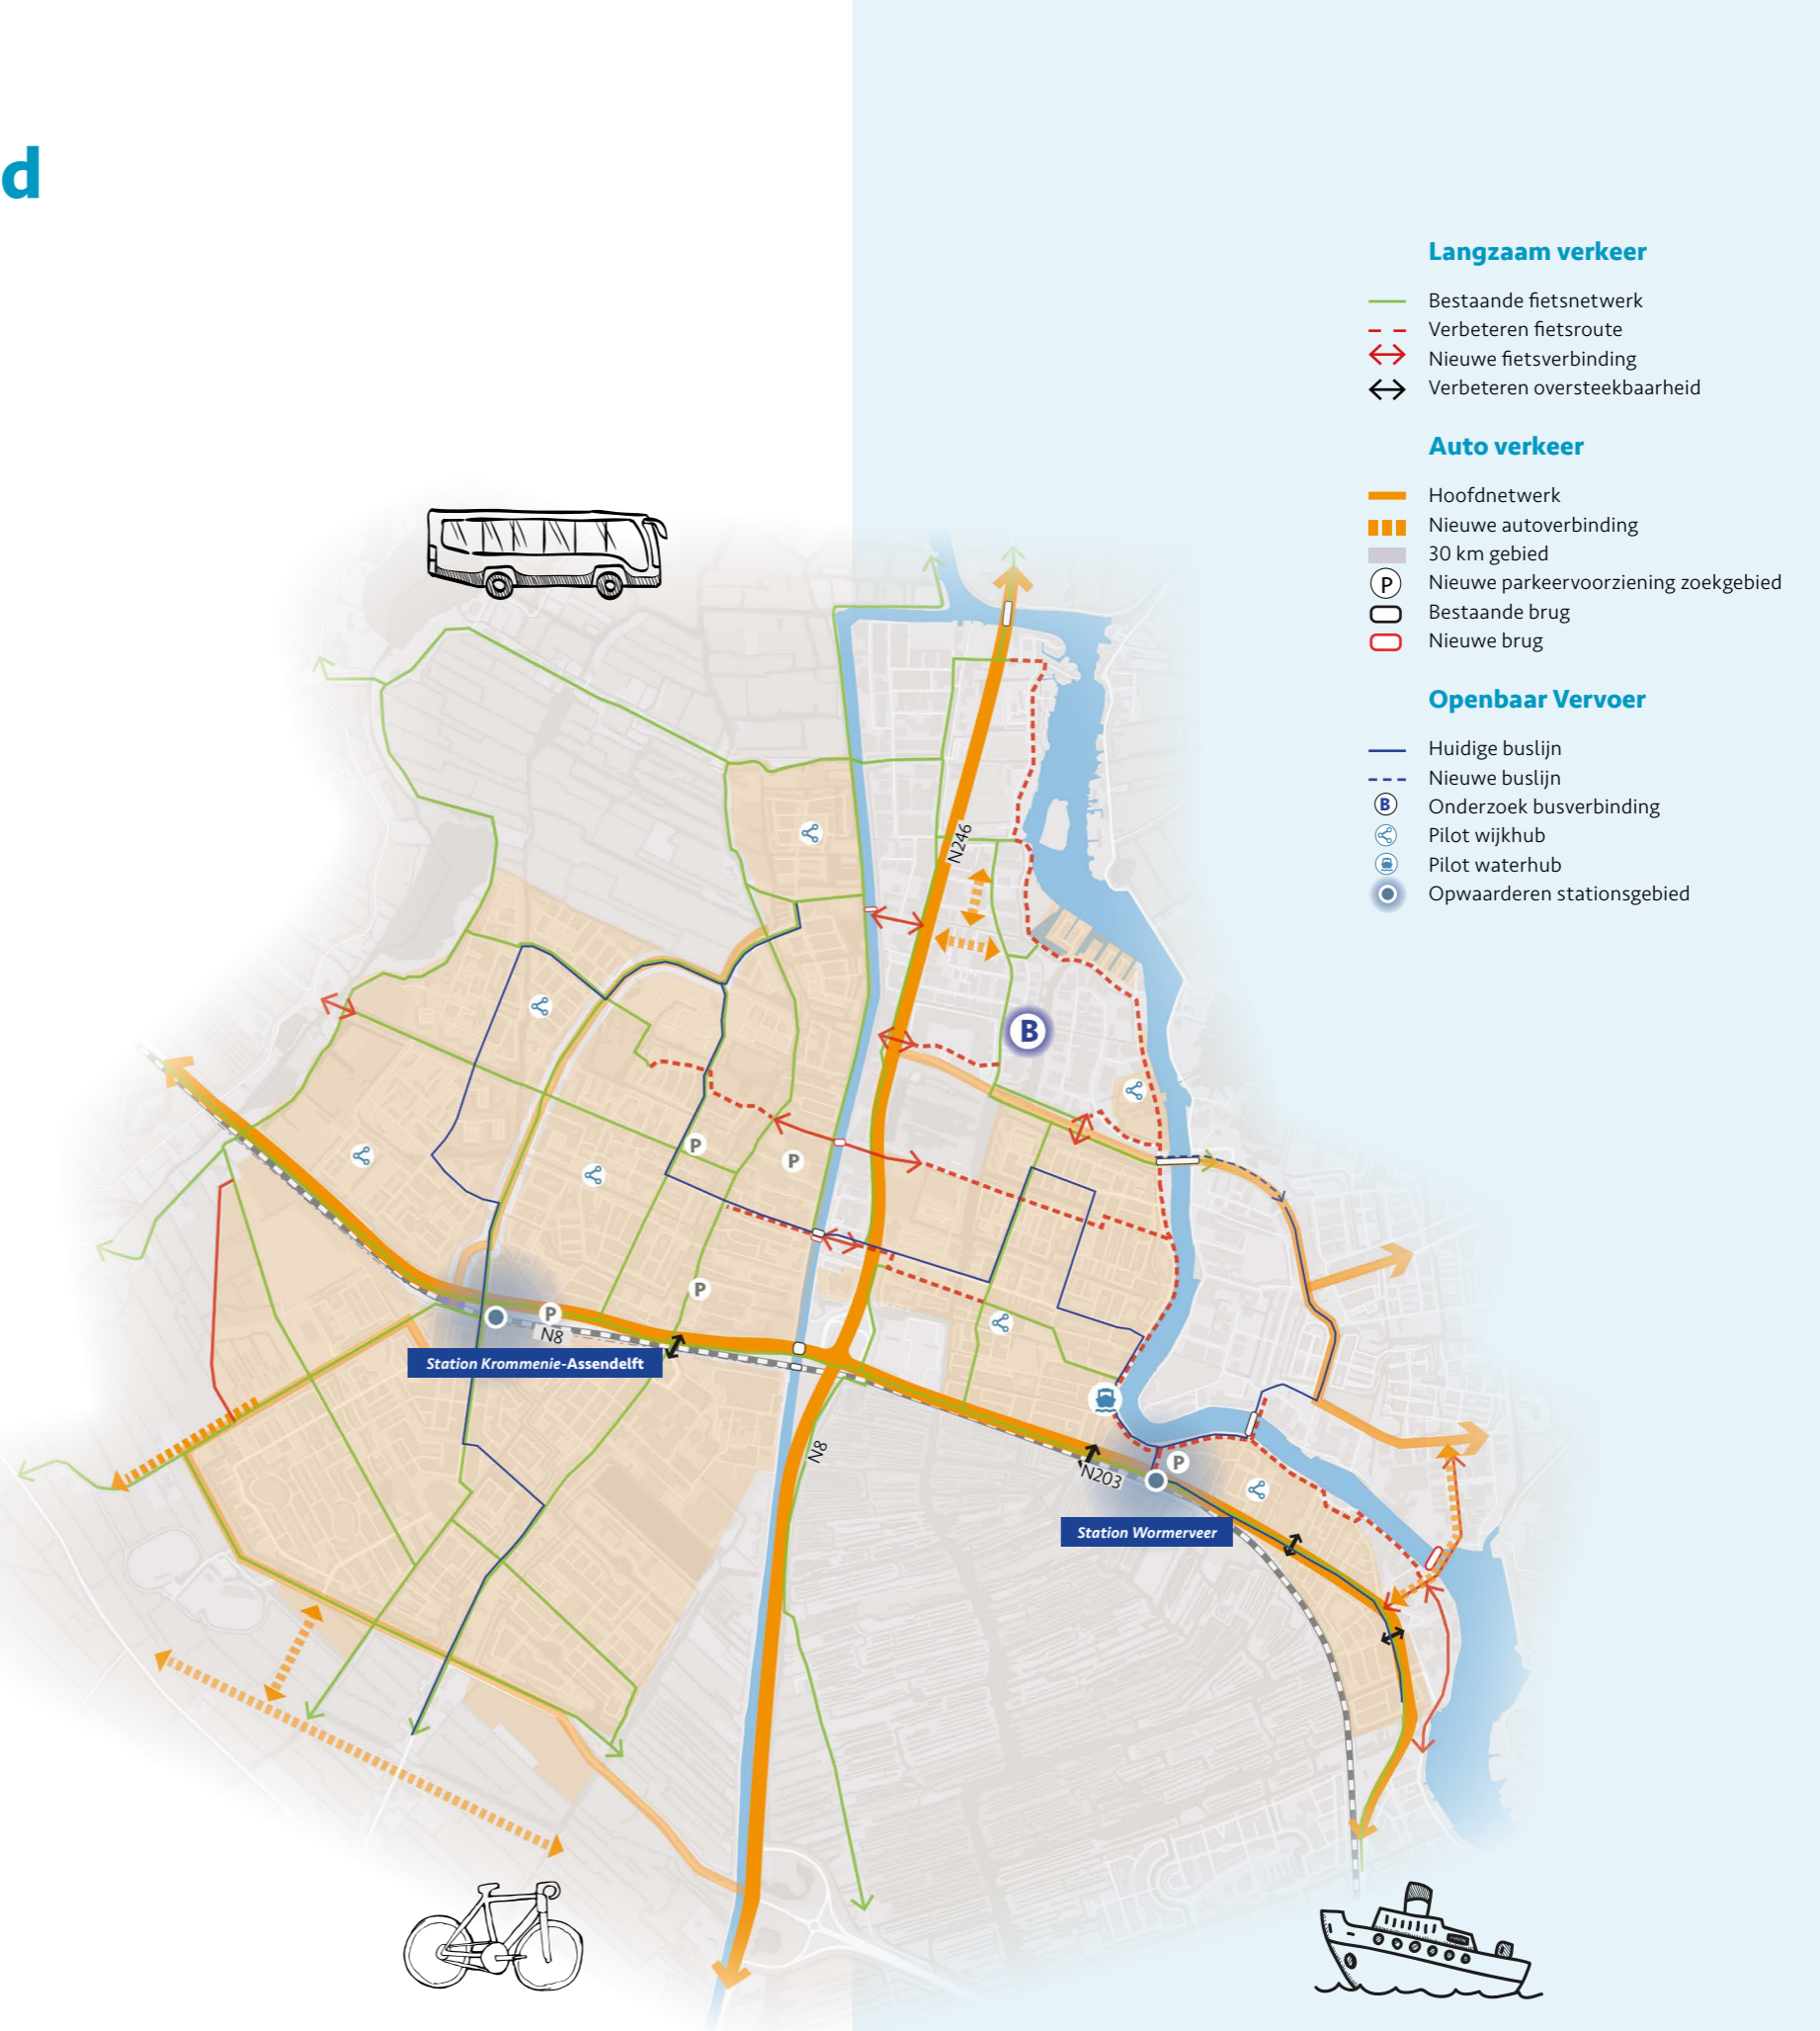 d
Langzaam verkeer
Bestaande fietsnetwerk
Verbeteren fietsroute
Nieuwe fietsverbinding
Verbeteren oversteekbaarheid
Auto verkeer
Hoofdnetwerk
Nieuwe autoverbinding
30 km gebied
P Nieuwe parkeervoorziening zoekgebied
Bestaande brug
Nieuwe brug
Openbaar Vervoer
Huidige buslijn
Nieuwe buslijn
B Onderzoek busverbinding
Pilot wijkhub
Pilot waterhub
Opwaarderen stationsgebied
N246
B
P
P
P
P
N8
Station Krommenie-Assendelft
N8
P
N203
Station Wormerveer